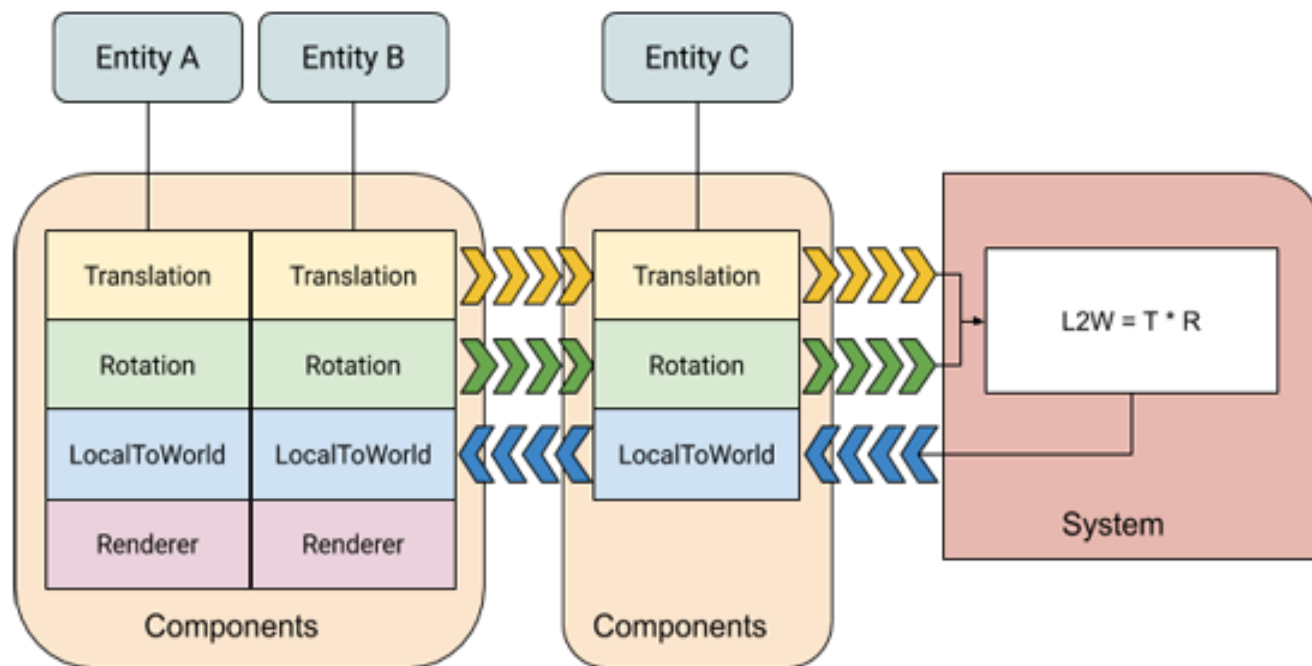 Entity A
Entity B
Entity C
Translation
Translation
Translation
Rotation
Rotation
Rotation
L2W = T * R
LocalToWorld
LocalToWorld
LocalToWorld
Renderer
Renderer
System
Components
Components